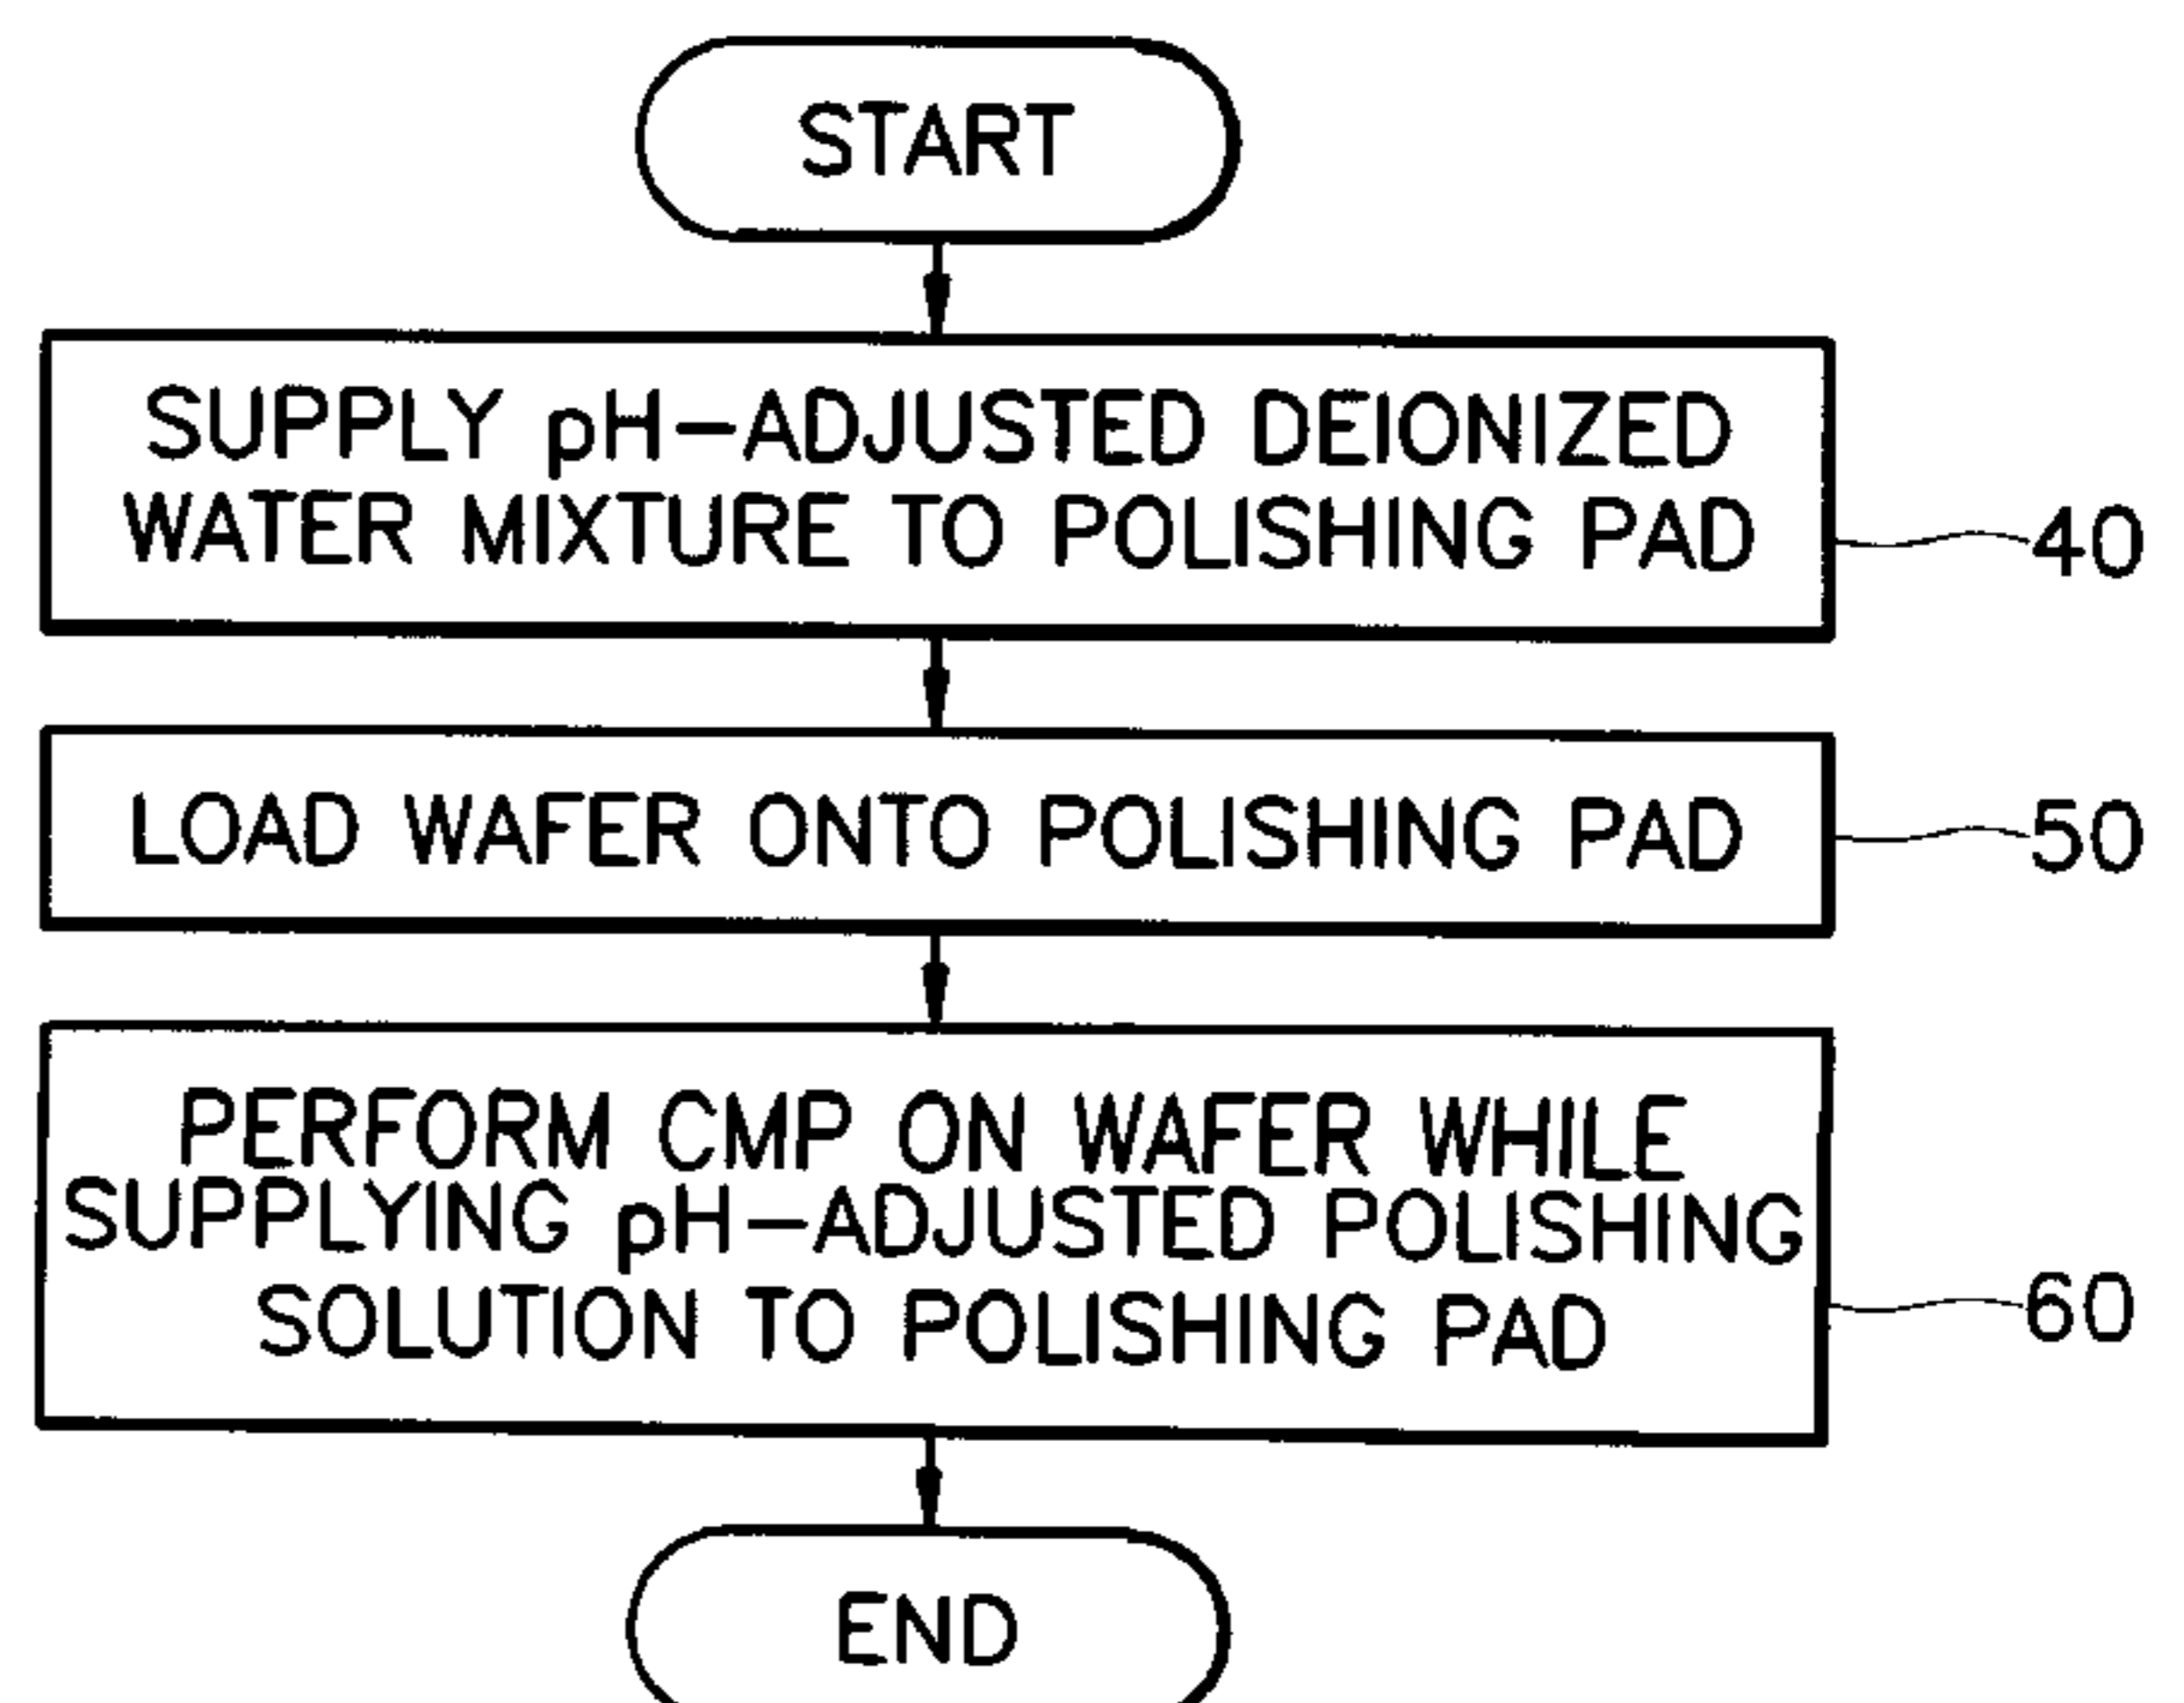 START
SUPPLY pH-ADJUSTED DEIONIZED
WATER MIXTURE TO POLISHING PAD
40
LOAD WAFER ONTO POLISHING PAD
50
PERFORM CMP ON WAFER WHILE
SUPPLYING pH-ADJUSTED POLISHING
SOLUTION TO POLISHING PAD
60
END